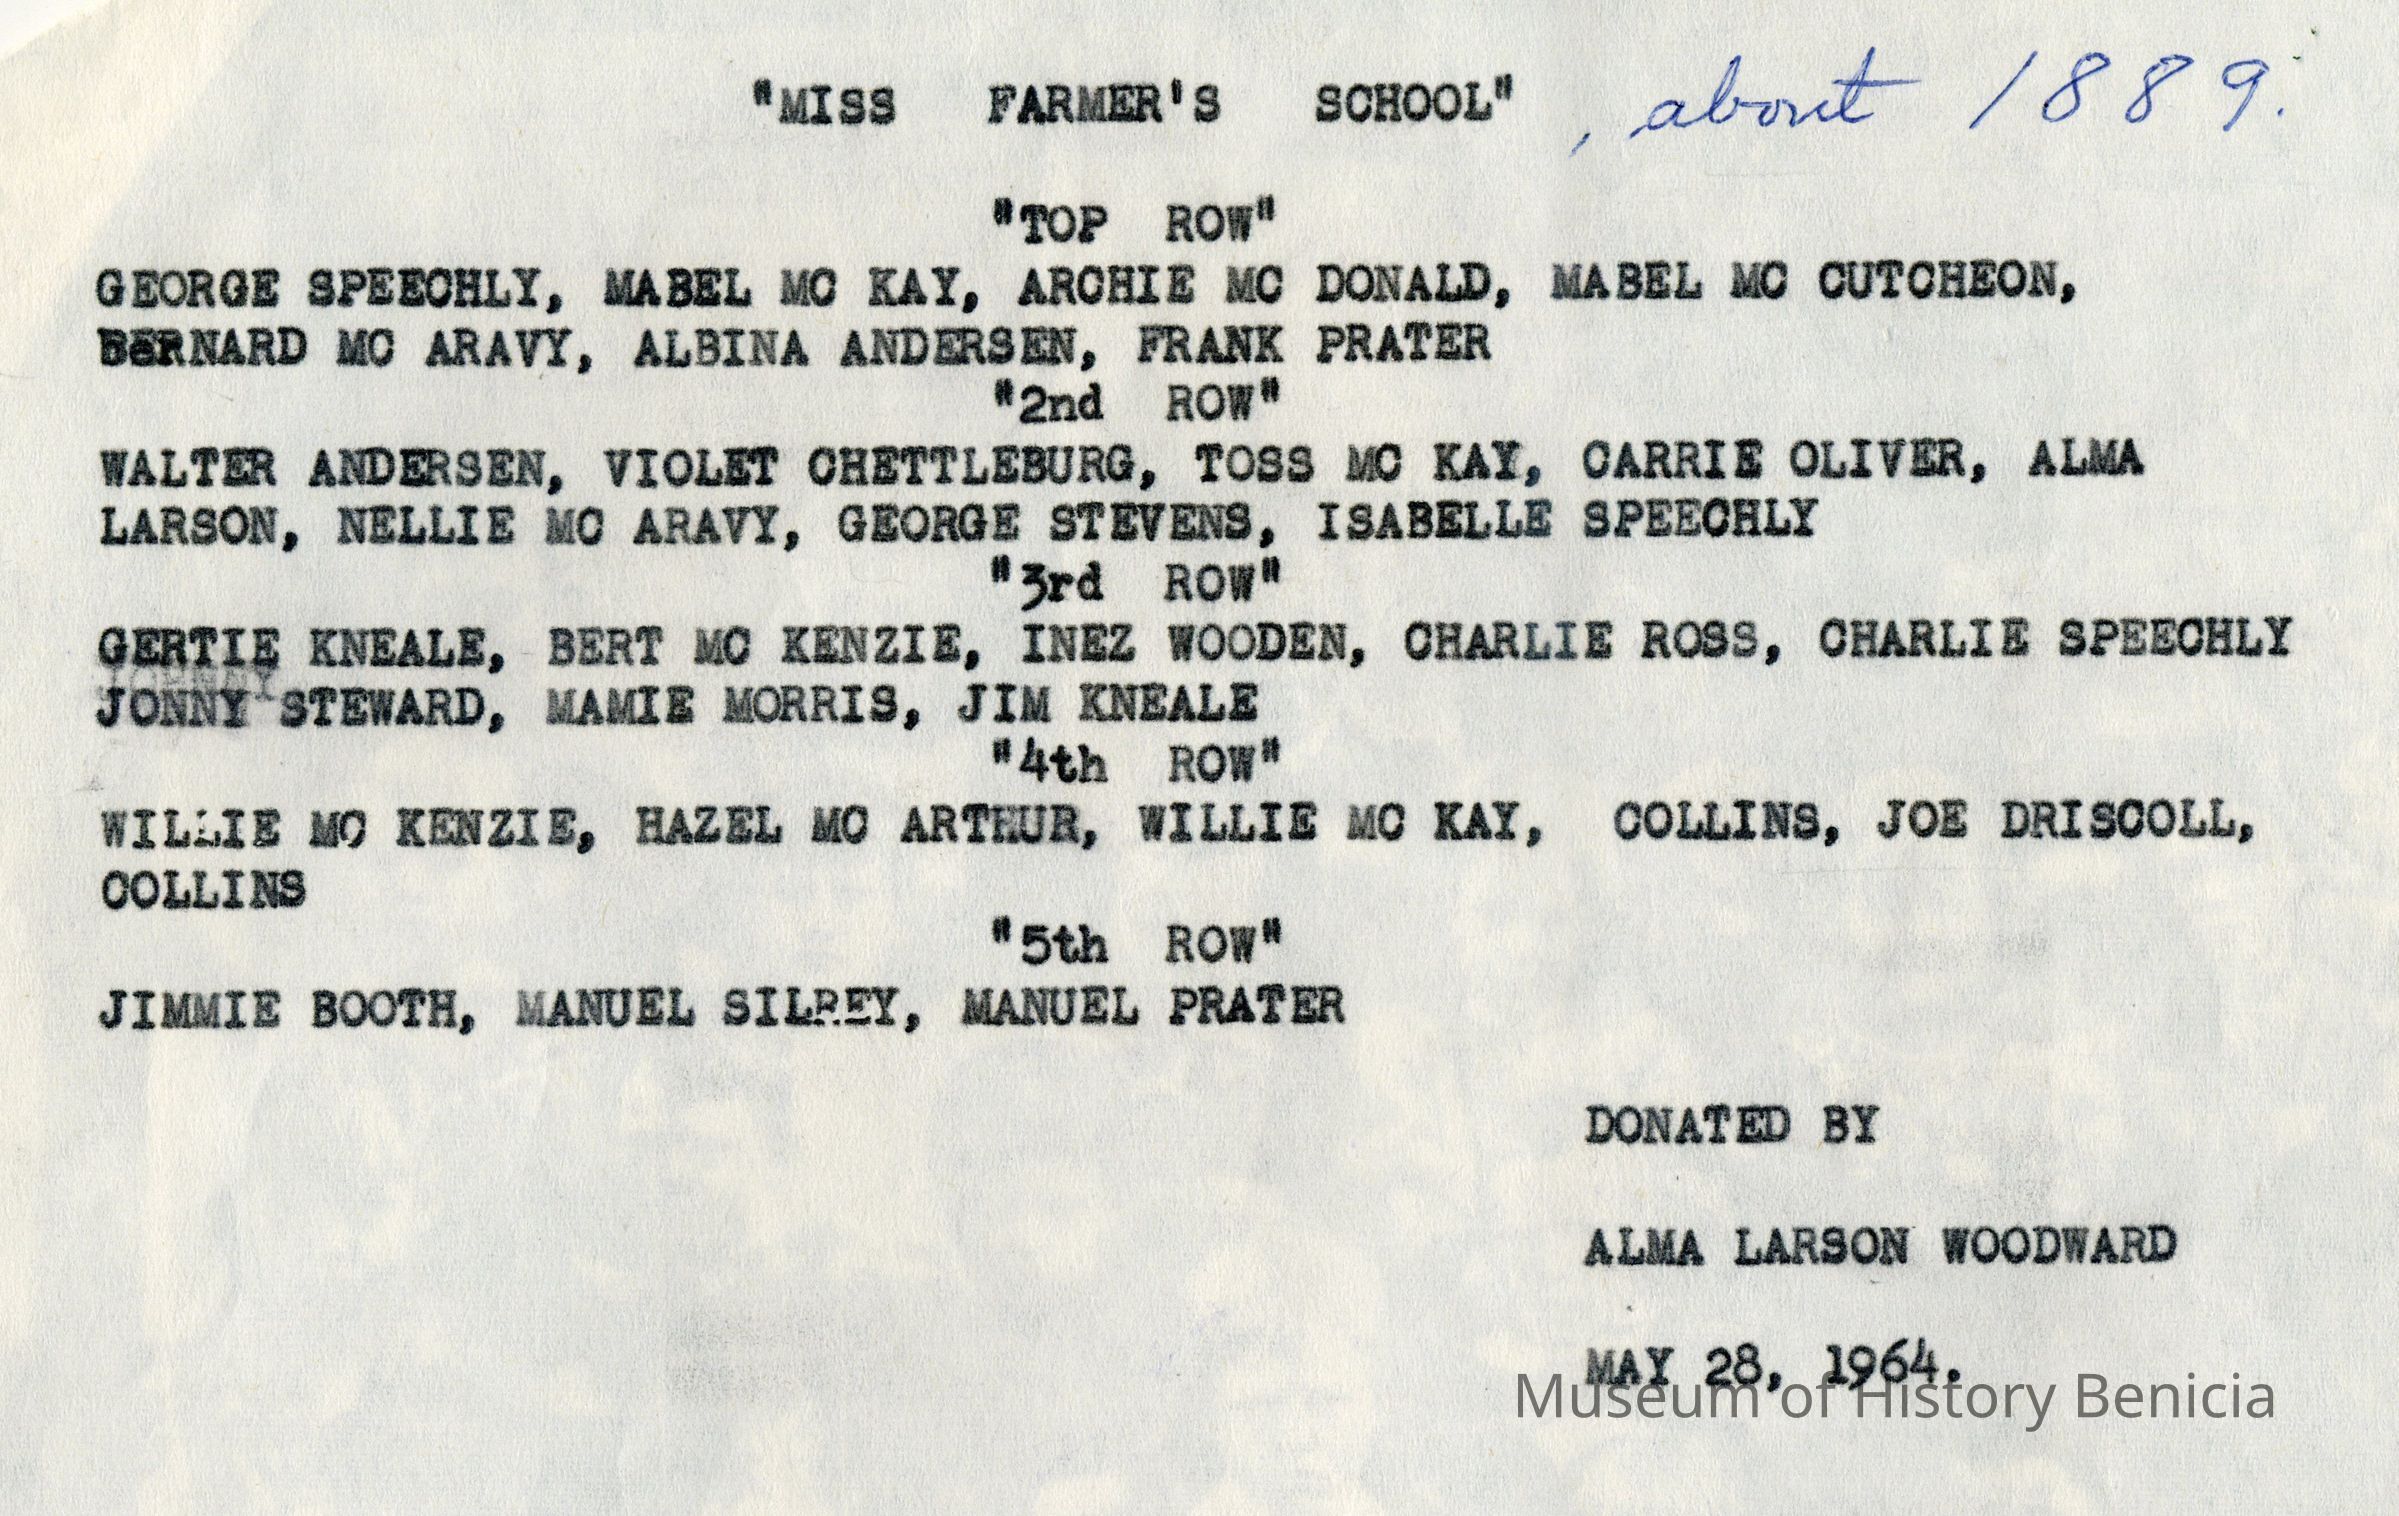 "MISS FARMER'S SCHOOL", about 1889.
"TOP ROW"
GEORGE SPEECHLY, MABEL MC KAY, ARCHIE MC DONALD, MABEL MC CUTCHEON,
BeRNARD MC ARAVY, ALBINA ANDERSEN, FRANK PRATER
"2nd ROW"
WALTER ANDERSEN, VIOLET CHETTLEBURG, TOSS MC KAY, CARRIE OLIVER, ALMA
LARSON, NELLIE MC ARAVY, GEORGE STEVENS, ISABELLE SPEECHLY
"3rd ROW"
GERTIE KNEALE, BERT MC KENZIE, INEZ WOODEN, CHARLIE ROSS, CHARLIE SPEECHLY
JONNY STEWARD, MAMIE MORRIS, JIM KNEALE
"4th ROW"
WILLIE MC KENZIE, HAZEL MC ARTHUR, WILLIE MC KAY, COLLINS, JOE DRISCOLL,
COLLINS
"5th ROW"
JIMMIE BOOTH, MANUEL , MANUEL PRATER
DONATED BY
ALMA LARSON WOODWARD
MAY 28, 1964.
Museum of History Benicia